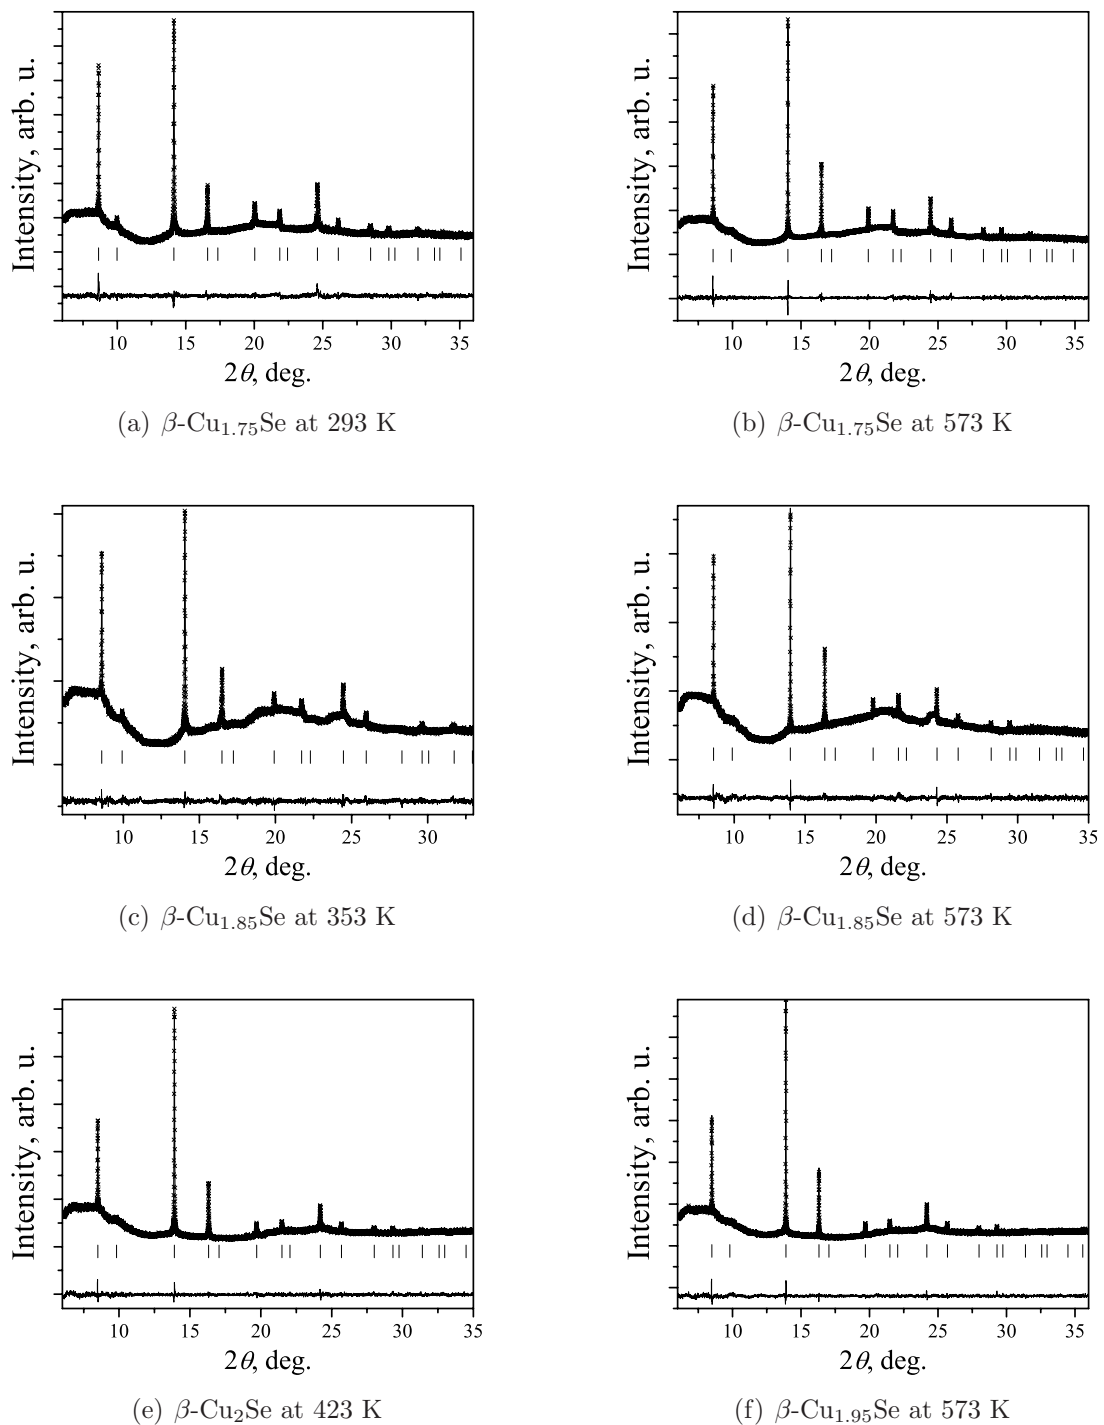 Intensity, arb. u.
10 15 20 25 30 35
2θ, deg.
(a) β-Cu1.75Se at 293 K
Intensity, arb. u.
10 15 20 25 30 35
2θ, deg.
(b) β-Cu1.75Se at 573 K
Intensity, arb. u.
10 15 20 25 30
2θ, deg.
(c) β-Cu1.85Se at 353 K
Intensity, arb. u.
10 15 20 25 30 35
2θ, deg.
(d) β-Cu1.85Se at 573 K
Intensity, arb. u.
10 15 20 25 30 35
2θ, deg.
(e) β-Cu2Se at 423 K
Intensity, arb. u.
10 15 20 25 30 35
2θ, deg.
(f) β-Cu1.95Se at 573 K